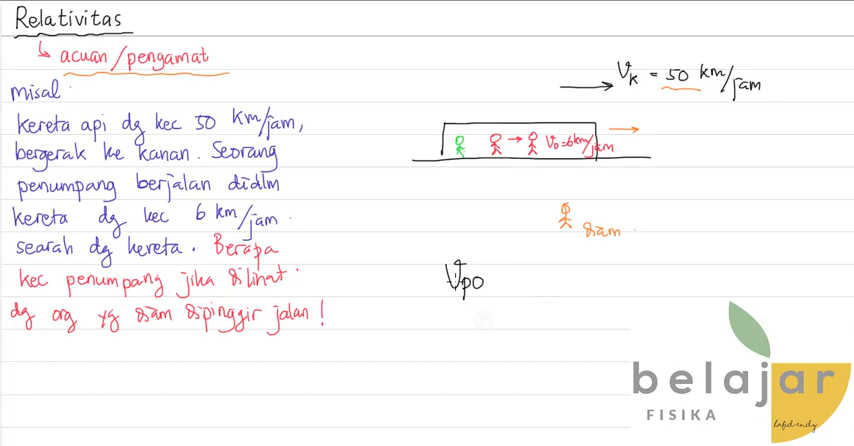 Relativitas
↳ acuan/pengamat
misal.
kereta api dg kec 50 km/jam,
bergerak ke kanan. Seorang
penumpang berjalan didlm
kereta dg kec 6 km/jam.
searah dg kereta. Berapa
kec penumpang jika dilihat
dg org yg diam dipinggir jalan!
Vk = 50 km/jam
Vo = 6 km/jam
diam
Vpo
belajar
FISIKA